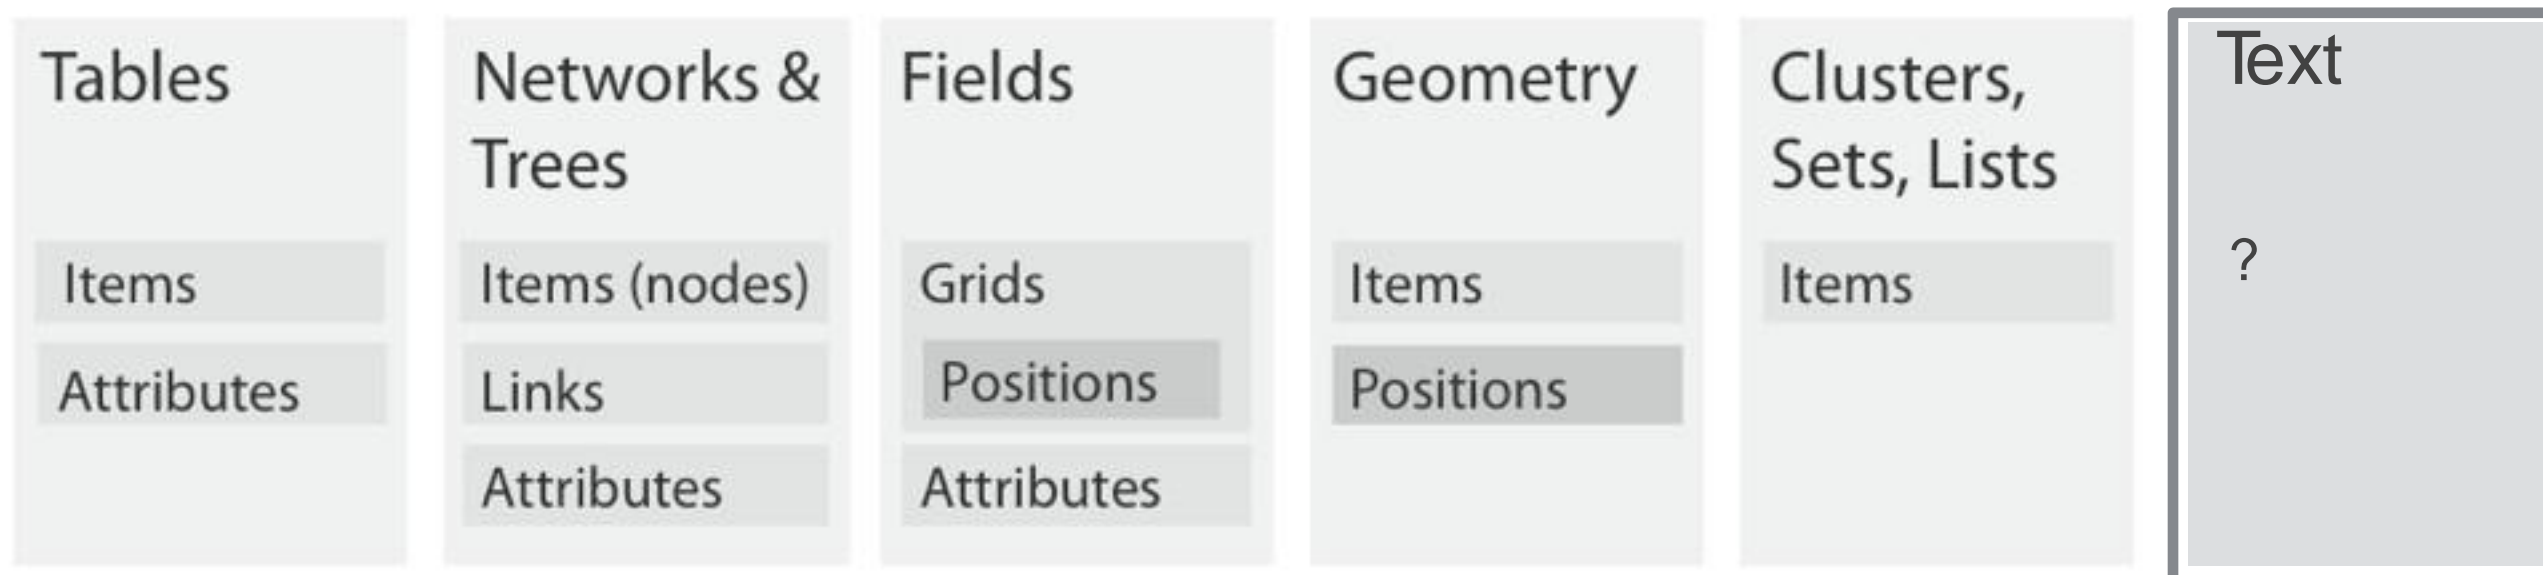 Tables
Items
Attributes
Networks &
Trees
Items (nodes)
Links
Attributes
Fields
Grids
Positions
Attributes
Geometry
Items
Positions
Clusters,
Sets, Lists
Items
Text
?